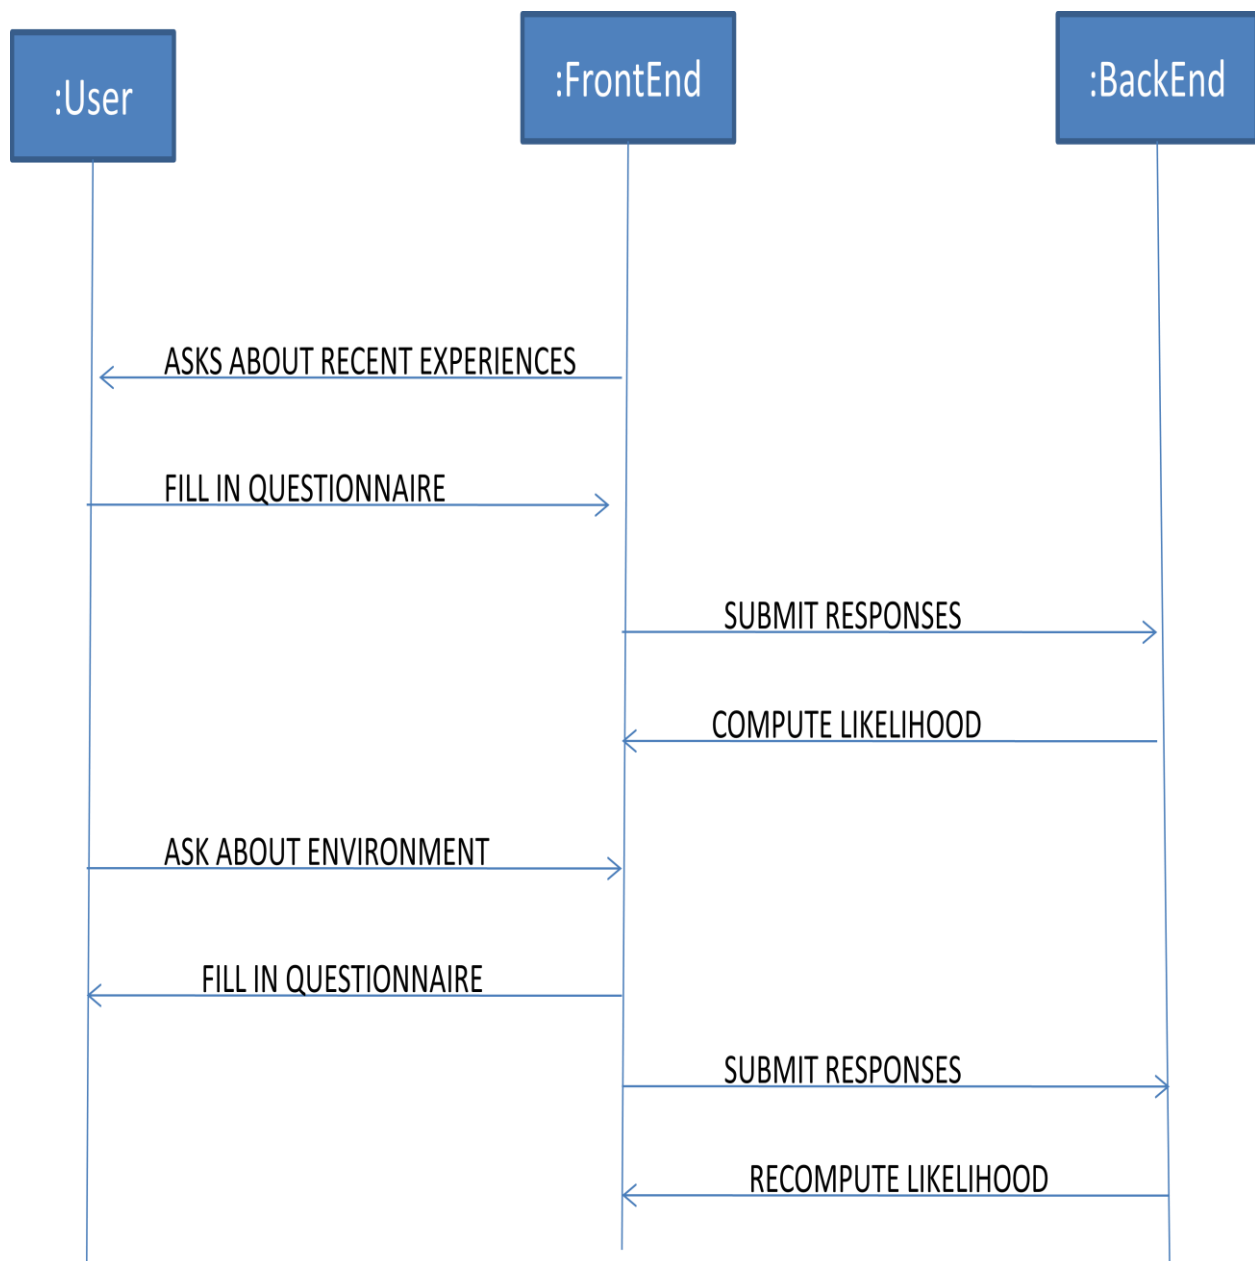 :User
:FrontEnd
:BackEnd
ASKS ABOUT RECENT EXPERIENCES
FILL IN QUESTIONNAIRE
SUBMIT RESPONSES
COMPUTE LIKELIHOOD
ASK ABOUT ENVIRONMENT
FILL IN QUESTIONNAIRE
SUBMIT RESPONSES
RECOMPUTE LIKELIHOOD